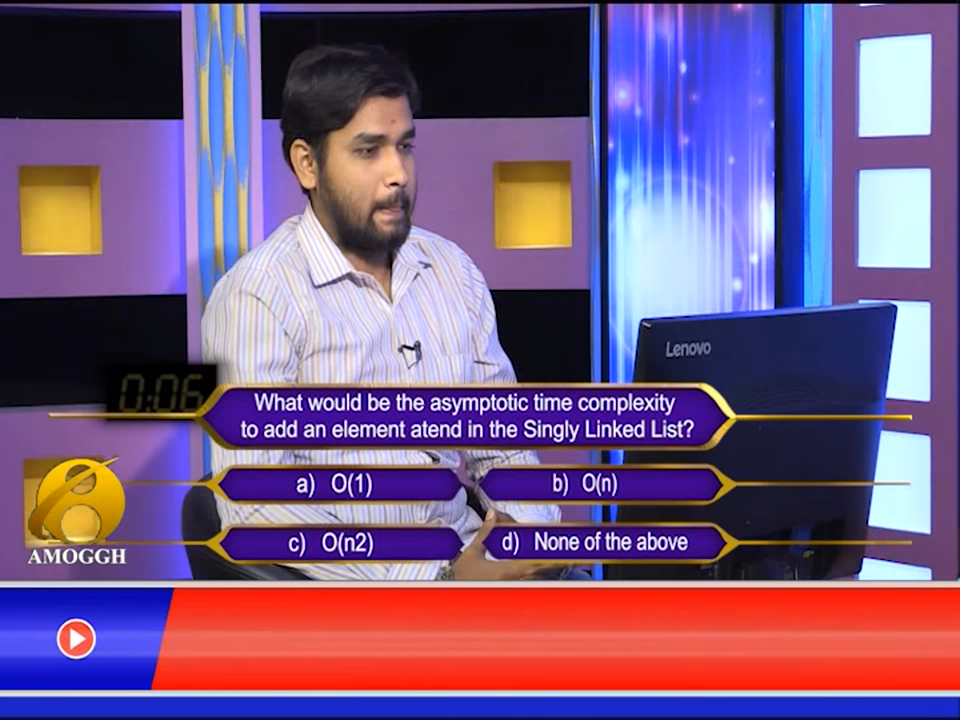 Lenovo
0:06
What would be the asymptotic time complexity
to add an element atend in the Singly Linked List?
a) O(1)
b) O(n)
c) O(n2)
d) None of the above
AMOGGH